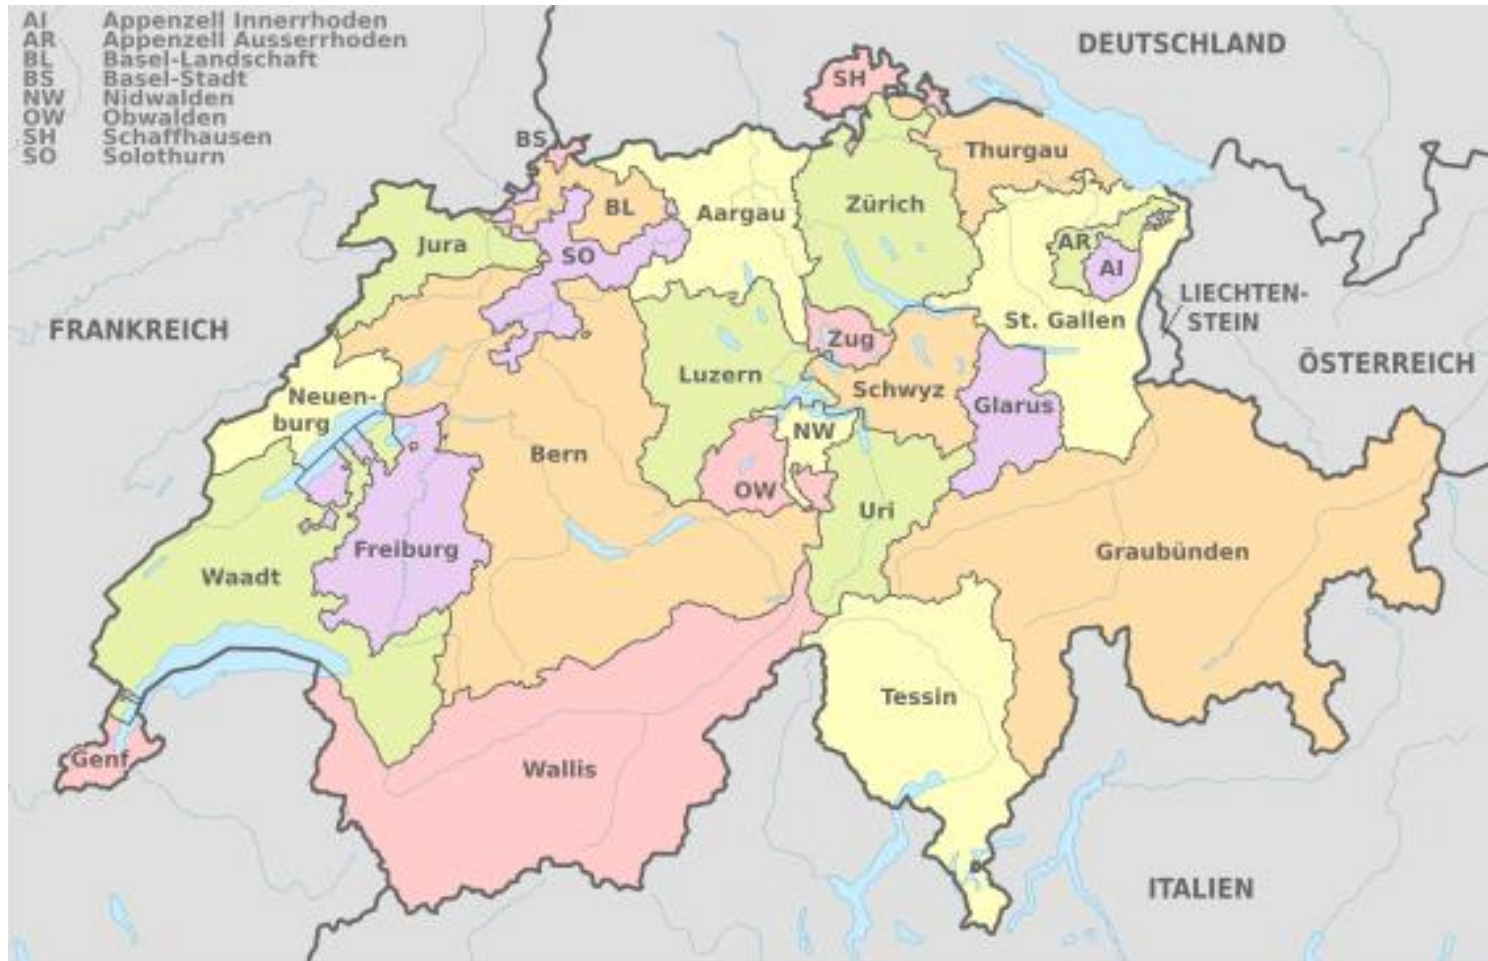 AI Appenzell Innerrhoden
AR Appenzell Ausserrhoden
BL Basel-Landschaft
BS Basel-Stadt
NW Nidwalden
OW Obwalden
SH Schaffhausen
SO Solothurn
DEUTSCHLAND
SH
BS
Thurgau
BL
Aargau
Zürich
Jura
SO
AR
AI
LIECHTEN-
STEIN
St. Gallen
FRANKREICH
Zug
ÖSTERREICH
Luzern
Schwyz
Neuen-
burg
Glarus
NW
Bern
OW
Uri
Freiburg
Graubünden
Waadt
Tessin
Genf
Wallis
ITALIEN